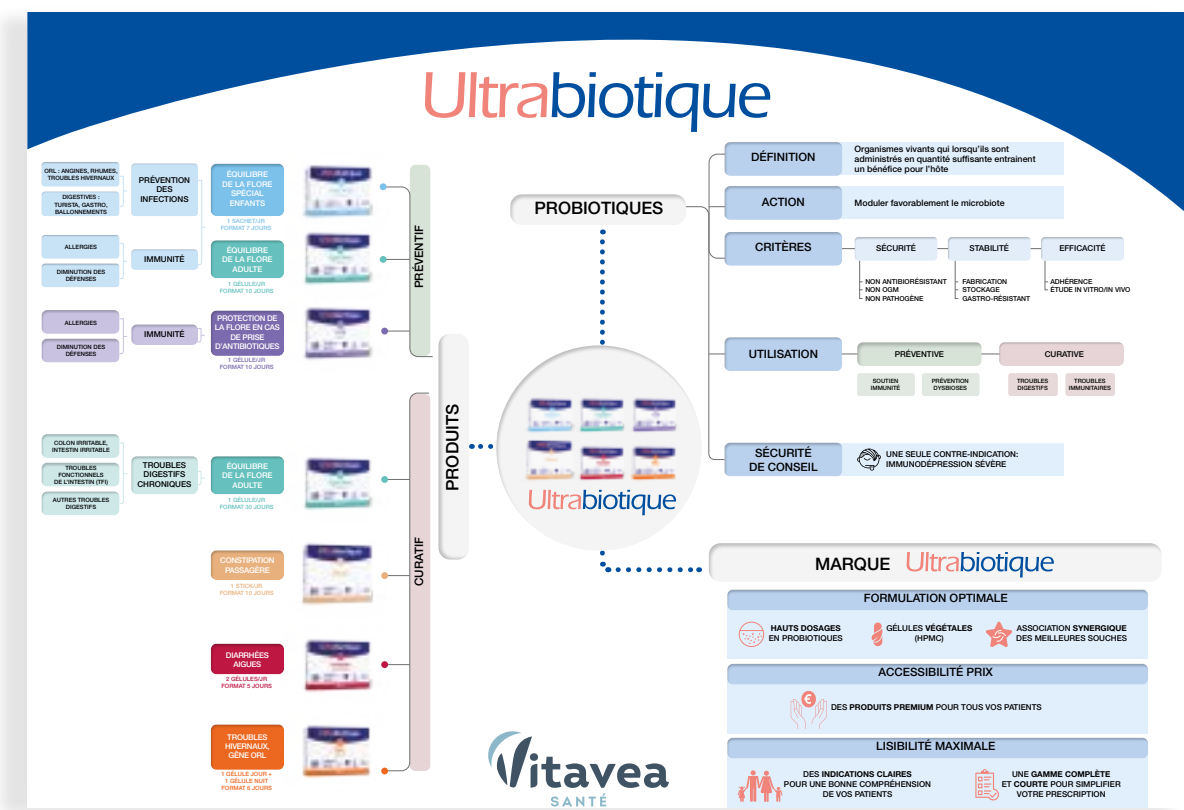 Ultrabiotique
ORL : ANGINES, RHUMES,
TROUBLES HIVERNAUX
DIGESTIVES :
TURISTA, GASTRO,
BALLONNEMENTS
PRÉVENTION
DES
INFECTIONS
ÉQUILIBRE
DE LA FLORE
SPÉCIAL
ENFANTS
1 SACHET/JR
FORMAT 7 JOURS
ALLERGIES
DIMINUTION DES
DÉFENSES
IMMUNITÉ
ÉQUILIBRE
DE LA FLORE
ADULTE
1 GÉLULE/JR
FORMAT 10 JOURS
ALLERGIES
DIMINUTION DES
DÉFENSES
IMMUNITÉ
PROTECTION DE
LA FLORE EN CAS
DE PRISE
D'ANTIBIOTIQUES
1 GÉLULE/JR
FORMAT 10 JOURS
PRÉVENTIF
COLON IRRITABLE,
INTESTIN IRRITABLE
TROUBLES
FONCTIONNELS
DE L'INTESTIN (TFI)
AUTRES TROUBLES
DIGESTIFS
TROUBLES
DIGESTIFS
CHRONIQUES
ÉQUILIBRE
DE LA FLORE
ADULTE
1 GÉLULE/JR
FORMAT 30 JOURS
CONSTIPATION
PASSAGÈRE
1 STICK/JR
FORMAT 10 JOURS
DIARRHÉES
AIGUES
2 GÉLULES/JR
FORMAT 5 JOURS
TROUBLES
HIVERNAUX,
GÊNE ORL
1 GÉLULE JOUR +
1 GÉLULE NUIT
FORMAT 6 JOURS
CURATIF
PRODUITS
Ultrabiotique
PROBIOTIQUES
DÉFINITION
Organismes vivants qui lorsqu'ils sont
administrés en quantité suffisante entrainent
un bénéfice pour l'hôte
ACTION
Moduler favorablement le microbiote
CRITÈRES
SÉCURITÉ
NON ANTIBIORÉSISTANT
NON OGM
NON PATHOGÈNE
STABILITÉ
FABRICATION
STOCKAGE
GASTRO-RÉSISTANT
EFFICACITÉ
ADHÉRENCE
ÉTUDE IN VITRO/IN VIVO
UTILISATION
PRÉVENTIVE
SOUTIEN
IMMUNITÉ
PRÉVENTION
DYSBIOSES
CURATIVE
TROUBLES
DIGESTIFS
TROUBLES
IMMUNITAIRES
SÉCURITÉ
DE CONSEIL
UNE SEULE CONTRE-INDICATION:
IMMUNODÉPRESSION SÉVÈRE
MARQUE Ultrabiotique
FORMULATION OPTIMALE
HAUTS DOSAGES
EN PROBIOTIQUES
GÉLULES VÉGÉTALES
(HPMC)
ASSOCIATION SYNERGIQUE
DES MEILLEURES SOUCHES
ACCESSIBILITÉ PRIX
€
DES PRODUITS PREMIUM POUR TOUS VOS PATIENTS
LISIBILITÉ MAXIMALE
DES INDICATIONS CLAIRES
POUR UNE BONNE COMPRÉHENSION
DE VOS PATIENTS
UNE GAMME COMPLÈTE
ET COURTE POUR SIMPLIFIER
VOTRE PRESCRIPTION
Vitavea
SANTÉ